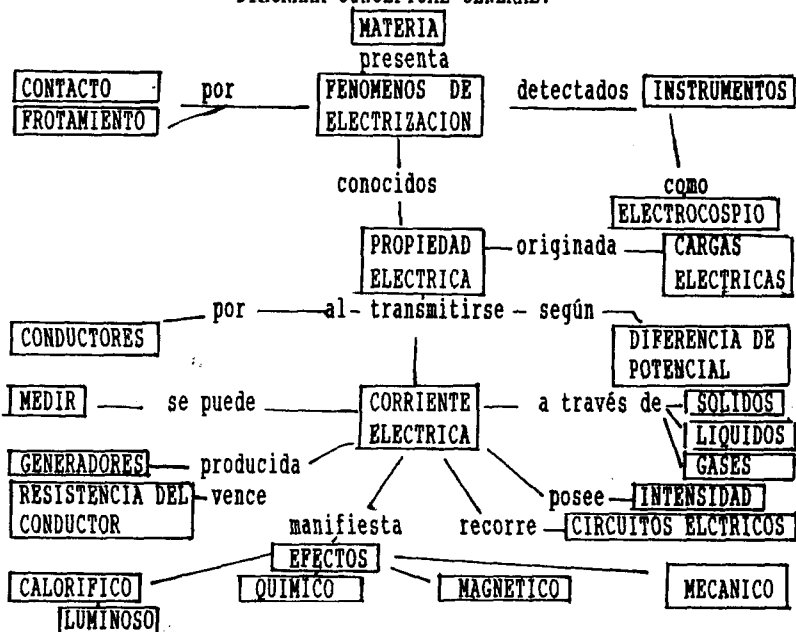 DIAGRAMA CONCEPTUAL GENERAL.
MATERIA
presenta
CONTACTO por FENOMENOS DE detectados INSTRUMENTOS
FROTAMIENTO ELECTRIZACION
conocidos como
ELECTROCOSPIO
PROPIEDAD originada CARGAS
ELECTRICA ELECTRICAS
por al - transmitirse - según
CONDUCTORES DIFERENCIA DE
POTENCIAL
MEDIR se puede CORRIENTE a través de SOLIDOS
ELECTRICA LIQUIDOS
GENERADORES producida GASES
RESISTENCIA DEL vence posee INTENSIDAD
CONDUCTOR manifiesta recorre CIRCUITOS ELCTRICOS
EFECTOS
CALORIFICO QUIMICO MAGNETICO MECANICO
LUMINOSO